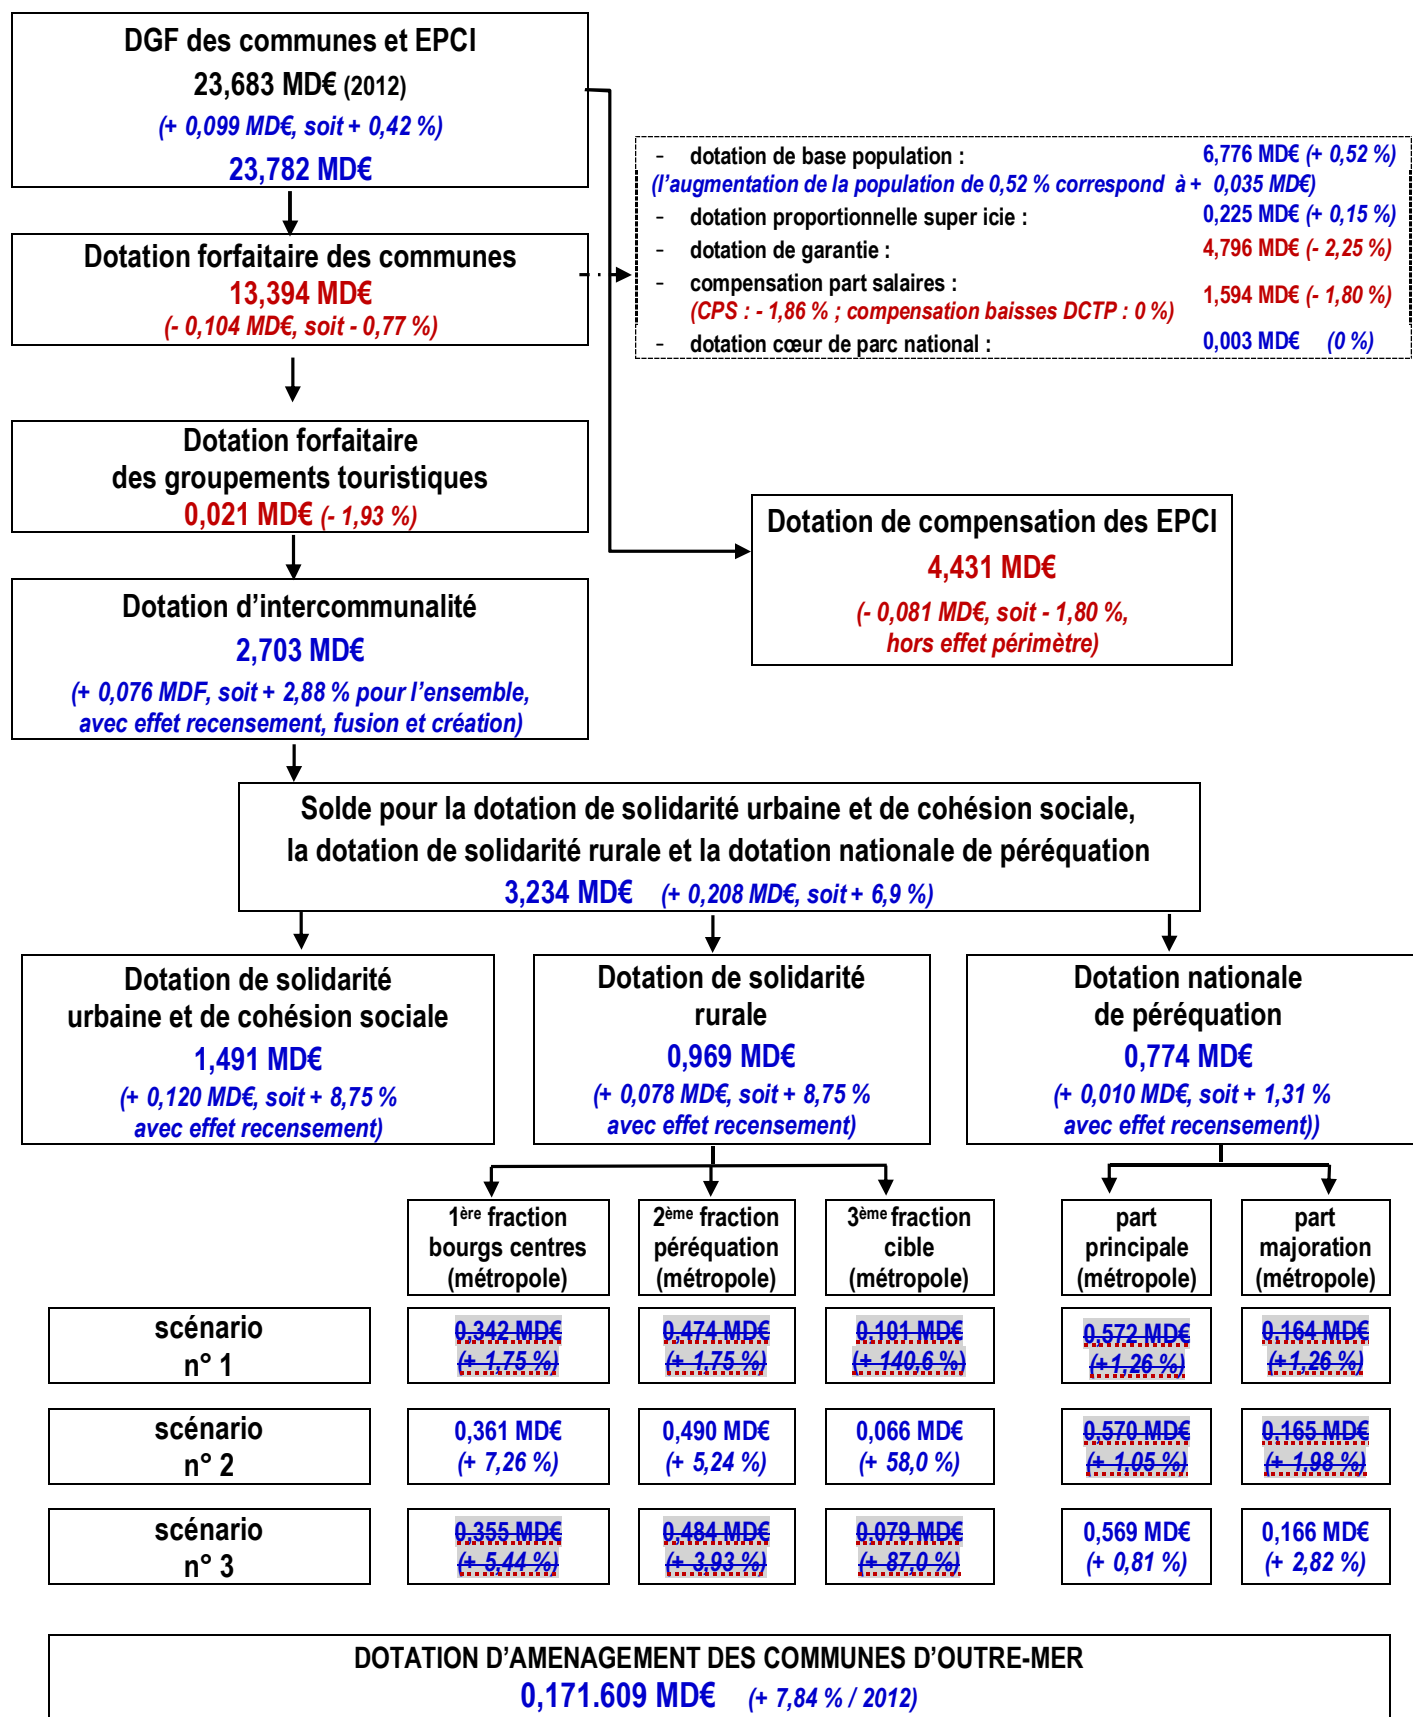 DGF des communes et EPCI
23,683 MD€ (2012)
(+ 0,099 MD€, soit + 0,42 %)
23,782 MD€
- dotation de base population : 6,776 MD€ (+ 0,52 %)
(l'augmentation de la population de 0,52 % correspond à + 0,035 MD€)
- dotation proportionnelle super icie : 0,225 MD€ (+ 0,15 %)
- dotation de garantie : 4,796 MD€ (- 2,25 %)
- compensation part salaires : 1,594 MD€ (- 1,80 %)
(CPS : - 1,86 % ; compensation baisses DCTP : 0 %)
- dotation cœur de parc national : 0,003 MD€ (0 %)
Dotation forfaitaire des communes
13,394 MD€
(- 0,104 MD€, soit - 0,77 %)
Dotation forfaitaire
des groupements touristiques
0,021 MD€ (- 1,93 %)
Dotation de compensation des EPCI
4,431 MD€
(- 0,081 MD€, soit - 1,80 %,
hors effet périmètre)
Dotation d'intercommunalité
2,703 MD€
(+ 0,076 MDF, soit + 2,88 % pour l'ensemble,
avec effet recensement, fusion et création)
Solde pour la dotation de solidarité urbaine et de cohésion sociale,
la dotation de solidarité rurale et la dotation nationale de péréquation
3,234 MD€ (+ 0,208 MD€, soit + 6,9 %)
Dotation de solidarité
urbaine et de cohésion sociale
1,491 MD€
(+ 0,120 MD€, soit + 8,75 %
avec effet recensement)
Dotation de solidarité
rurale
0,969 MD€
(+ 0,078 MD€, soit + 8,75 %
avec effet recensement)
Dotation nationale
de péréquation
0,774 MD€
(+ 0,010 MD€, soit + 1,31 %
avec effet recensement))
1ère fraction
bourgs centres
(métropole)
2ème fraction
péréquation
(métropole)
3ème fraction
cible
(métropole)
part
principale
(métropole)
part
majoration
(métropole)
scénario
n° 1
0,342 MD€
(+ 1,75 %)
0,474 MD€
(+ 1,75 %)
0,101 MD€
(+ 140,6 %)
0,572 MD€
(+1,26 %)
0,164 MD€
(+1,26 %)
scénario
n° 2
0,361 MD€
(+ 7,26 %)
0,490 MD€
(+ 5,24 %)
0,066 MD€
(+ 58,0 %)
0,570 MD€
(+ 1,05 %)
0,165 MD€
(+ 1,98 %)
scénario
n° 3
0,355 MD€
(+ 5,44 %)
0,484 MD€
(+ 3,93 %)
0,079 MD€
(+ 87,0 %)
0,569 MD€
(+ 0,81 %)
0,166 MD€
(+ 2,82 %)
DOTATION D'AMENAGEMENT DES COMMUNES D'OUTRE-MER
0,171.609 MD€ (+ 7,84 % / 2012)